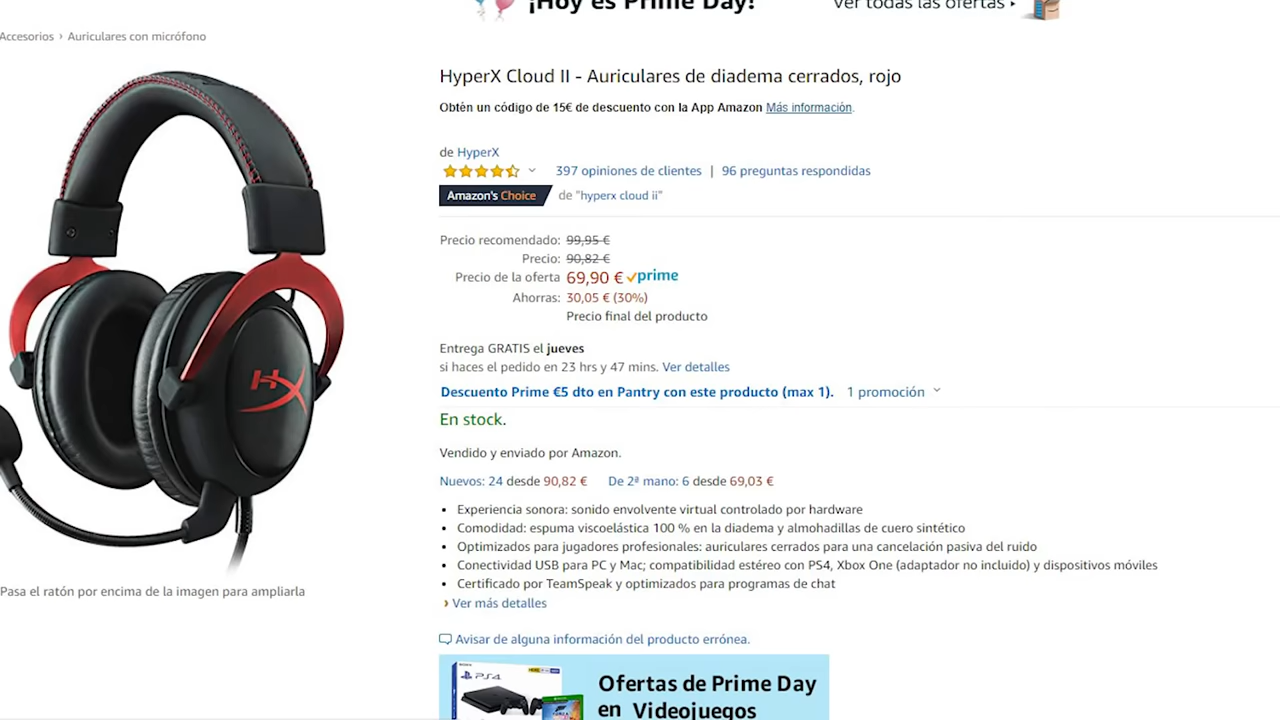 ¡Hoy es Prime Day!
Ver todas las ofertas ▸
Accesorios › Auriculares con micrófono
HyperX Cloud II - Auriculares de diadema cerrados, rojo
Obtén un código de 15€ de descuento con la App Amazon Más información.
de HyperX
397 opiniones de clientes | 96 preguntas respondidas
Amazon's Choice de "hyperx cloud ii"
Precio recomendado: 99,95 €
Precio: 90,82 €
Precio de la oferta 69,90 € prime
Ahorras: 30,05 € (30%)
Precio final del producto
Entrega GRATIS el jueves
si haces el pedido en 23 hrs y 47 mins. Ver detalles
Descuento Prime €5 dto en Pantry con este producto (max 1). 1 promoción
En stock.
Vendido y enviado por Amazon.
Nuevos: 24 desde 90,82 € De 2ª mano: 6 desde 69,03 €
• Experiencia sonora: sonido envolvente virtual controlado por hardware
• Comodidad: espuma viscoelástica 100 % en la diadema y almohadillas de cuero sintético
• Optimizados para jugadores profesionales: auriculares cerrados para una cancelación pasiva del ruido
• Conectividad USB para PC y Mac; compatibilidad estéreo con PS4, Xbox One (adaptador no incluido) y dispositivos móviles
• Certificado por TeamSpeak y optimizados para programas de chat
› Ver más detalles
HX
Pasa el ratón por encima de la imagen para ampliarla
Avisar de alguna información del producto errónea.
PS4
Ofertas de Prime Day
en Videojuegos